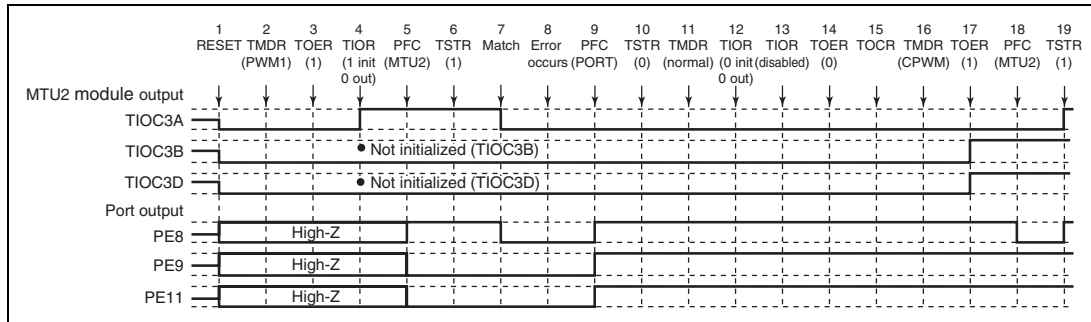 1 2 3 4 5 6 7 8 9 10 11 12 13 14 15 16 17 18 19
RESET TMDR TOER TIOR PFC TSTR Match Error PFC TSTR TMDR TIOR TIOR TOER TOCR TMDR TOER PFC TSTR
(PWM1) (1) (1 init (MTU2) (1) occurs (PORT) (0) (normal) (0 init (disabled) (0) (CPWM) (1) (MTU2) (1)
0 out) 0 out)
MTU2 module output
TIOC3A
TIOC3B • Not initialized (TIOC3B)
TIOC3D • Not initialized (TIOC3D)
Port output
PE8 High-Z
PE9 High-Z
PE11 High-Z